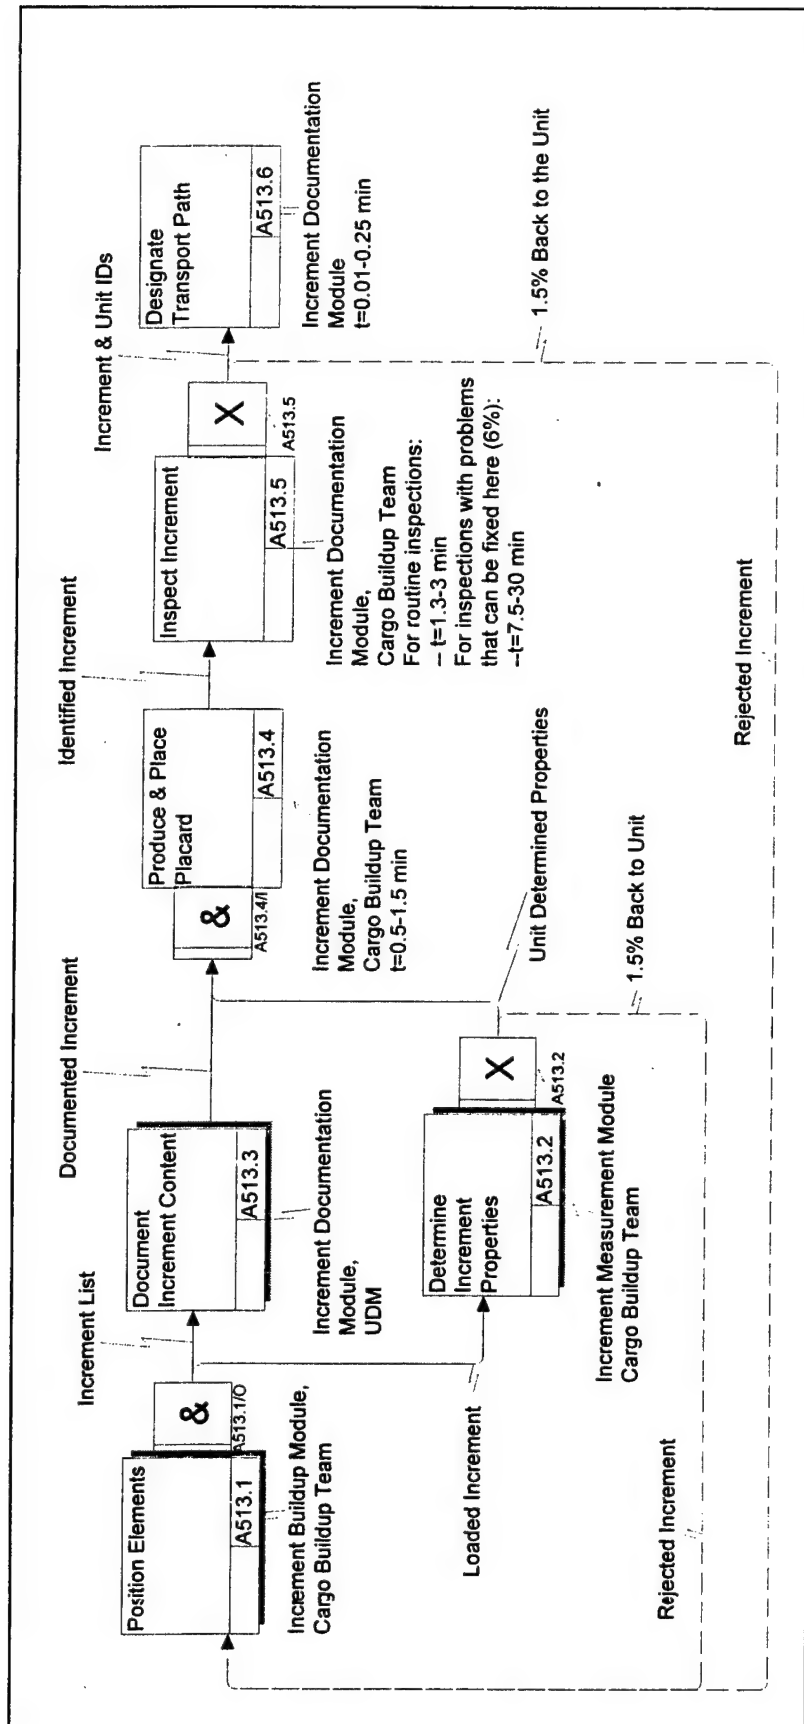 Increment List
Documented Increment
Identified Increment
Increment & Unit IDs
Position Elements
A513.1
&
A513.1/O
Increment Buildup Module,
Cargo Buildup Team
Document
Increment Content
A513.3
Increment Documentation
Module,
UDM
&
A513.4/I
Produce & Place
Placard
A513.4
Increment Documentation
Module,
Cargo Buildup Team
t=0.5-1.5 min
Inspect Increment
A513.5
X
A513.5
Increment Documentation
Module,
Cargo Buildup Team
For routine inspections:
– t=1.3-3 min
For inspections with problems
that can be fixed here (6%):
–t=7.5-30 min
Designate
Transport Path
A513.6
Increment Documentation
Module
t=0.01-0.25 min
Loaded Increment
Determine
Increment
Properties
A513.2
X
A513.2
Increment Measurement Module
Cargo Buildup Team
Unit Determined Properties
1.5% Back to the Unit
1.5% Back to Unit
Rejected Increment
Rejected Increment